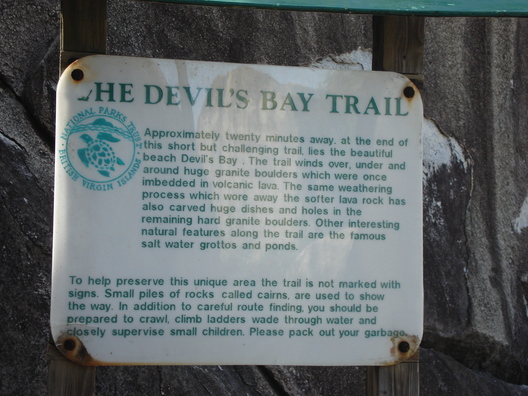 THE DEVIL'S BAY TRAIL
NATIONAL PARKS TRUST
BRITISH VIRGIN ISLANDS
Approximately twenty minutes away, at the end of
this short but challenging trail, lies the beautiful
beach Devil's Bay . The trail winds over, under and
around huge granite boulders which were once
imbedded in volcanic lava. The same weathering
process which wore away the softer lava rock has
also carved huge dishes and holes in the
remaining hard granite boulders. Other interesting
natural features along the trail are the famous
salt water grottos and ponds.
To help preserve this unique area the trail is not marked with
signs. Small piles of rocks called cairns, are used to show
the way. In addition to careful route finding, you should be
prepared to crawl, climb ladders wade through water and
closely supervise small children. Please pack out your garbage